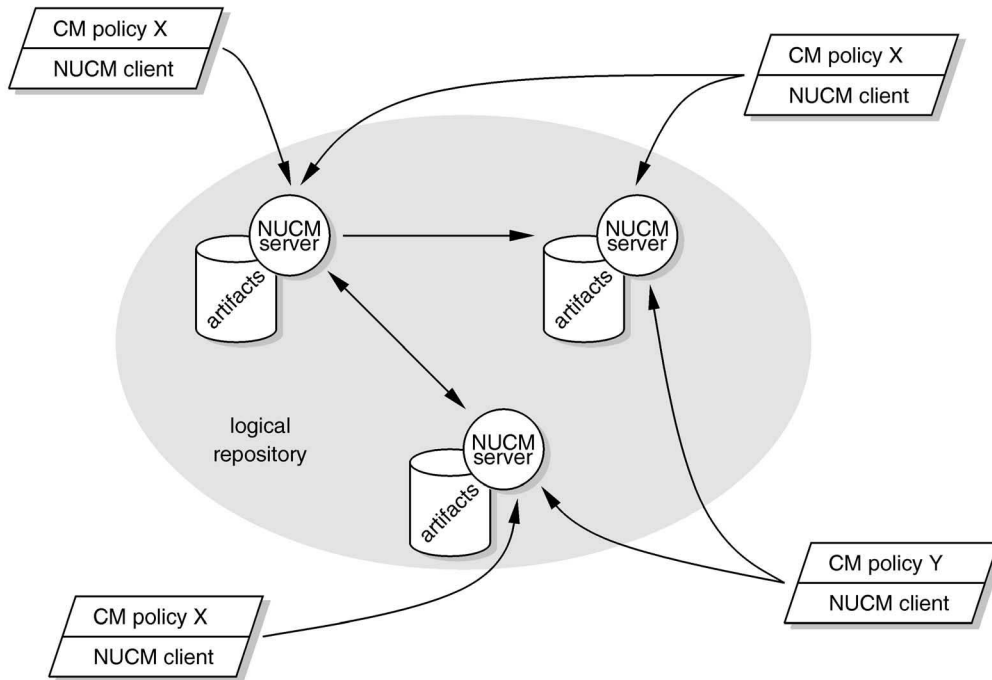 CM policy X
NUCM client
CM policy X
NUCM client
NUCM
server
artifacts
NUCM
server
artifacts
logical
repository
NUCM
server
artifacts
CM policy Y
NUCM client
CM policy X
NUCM client